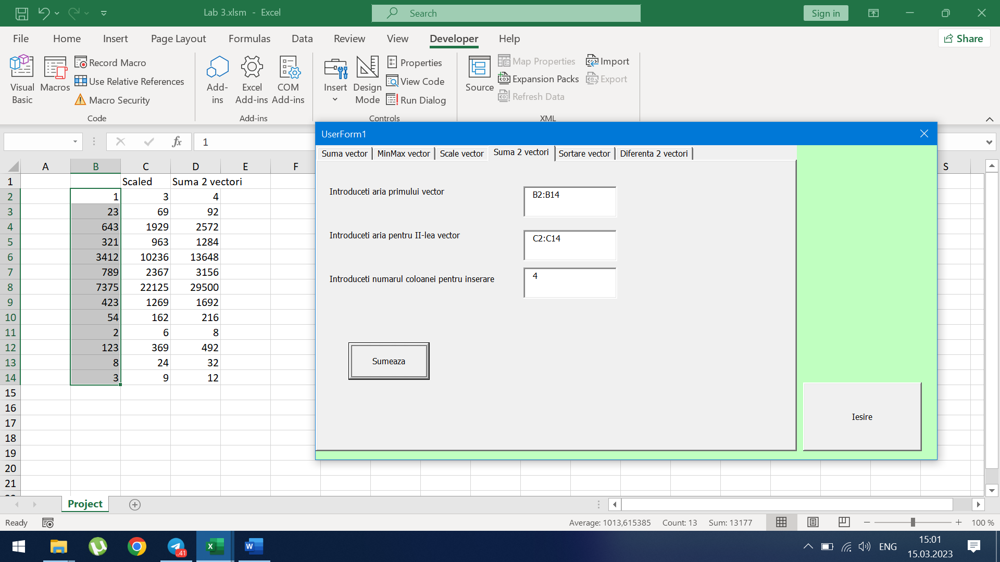 Lab 3.xlsm - Excel
Search
Sign in
File Home Insert Page Layout Formulas Data Review View Developer Help
Share
Visual Basic
Macros
Record Macro
Use Relative References
Macro Security
Code
Add-ins
Excel Add-ins
COM Add-ins
Add-ins
Insert
Design Mode
Properties
View Code
Run Dialog
Controls
Source
Map Properties
Expansion Packs
Refresh Data
Import
Export
XML
fx 1
UserForm1
Suma vector MinMax vector Scale vector Suma 2 vectori Sortare vector Diferenta 2 vectori
Introduceti aria primului vector B2:B14
Introduceti aria pentru II-lea vector C2:C14
Introduceti numarul coloanei pentru inserare 4
Sumeaza
Iesire
A B C D E F S
1 Scaled Suma 2 vectori
2 1 3 4
3 23 69 92
4 643 1929 2572
5 321 963 1284
6 3412 10236 13648
7 789 2367 3156
8 7375 22125 29500
9 423 1269 1692
10 54 162 216
11 2 6 8
12 123 369 492
13 8 24 32
14 3 9 12
15
16
17
18
19
20
21
Project
Ready
Average: 1013,615385 Count: 13 Sum: 13177
100 %
.41
ENG
15:01
15.03.2023